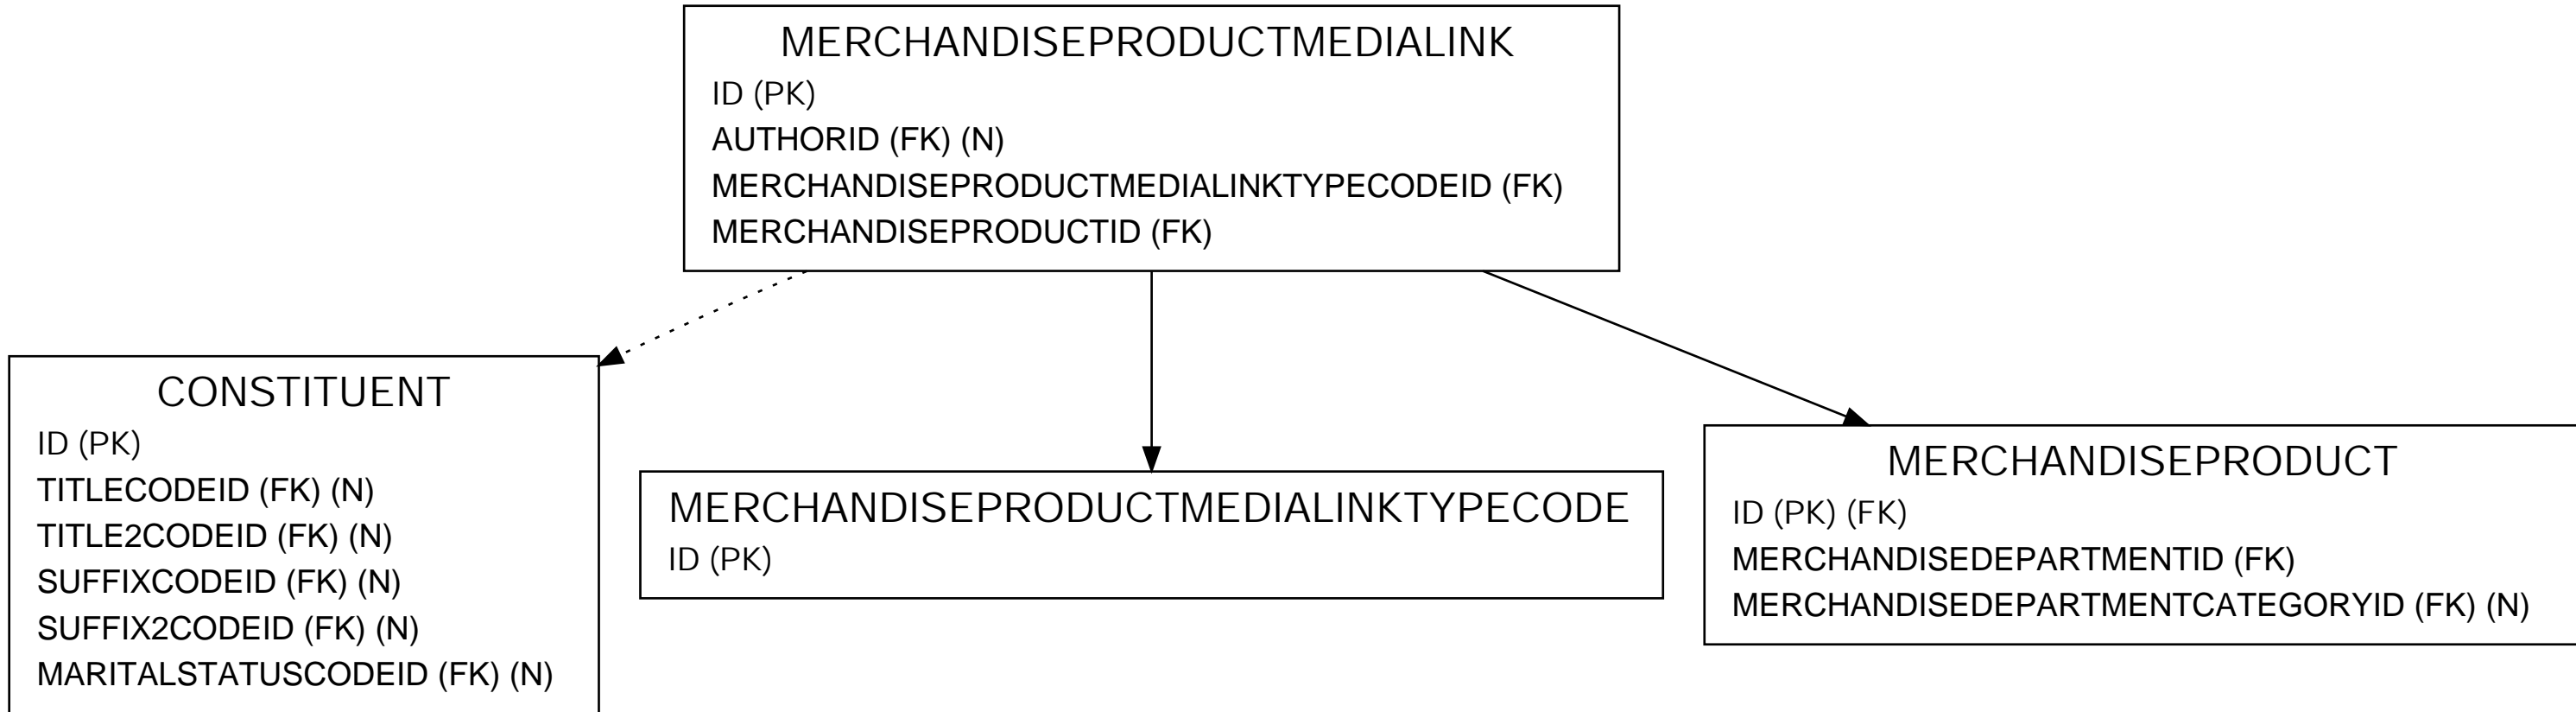 MERCHANDISEPRODUCTMEDIALINK
ID (PK)
AUTHORID (FK) (N)
MERCHANDISEPRODUCTMEDIALINKTYPECODEID (FK)
MERCHANDISEPRODUCTID (FK)
CONSTITUENT
ID (PK)
TITLECODEID (FK) (N)
TITLE2CODEID (FK) (N)
SUFFIXCODEID (FK) (N)
SUFFIX2CODEID (FK) (N)
MARITALSTATUSCODEID (FK) (N)
MERCHANDISEPRODUCTMEDIALINKTYPECODE
ID (PK)
MERCHANDISEPRODUCT
ID (PK) (FK)
MERCHANDISEDEPARTMENTID (FK)
MERCHANDISEDEPARTMENTCATEGORYID (FK) (N)